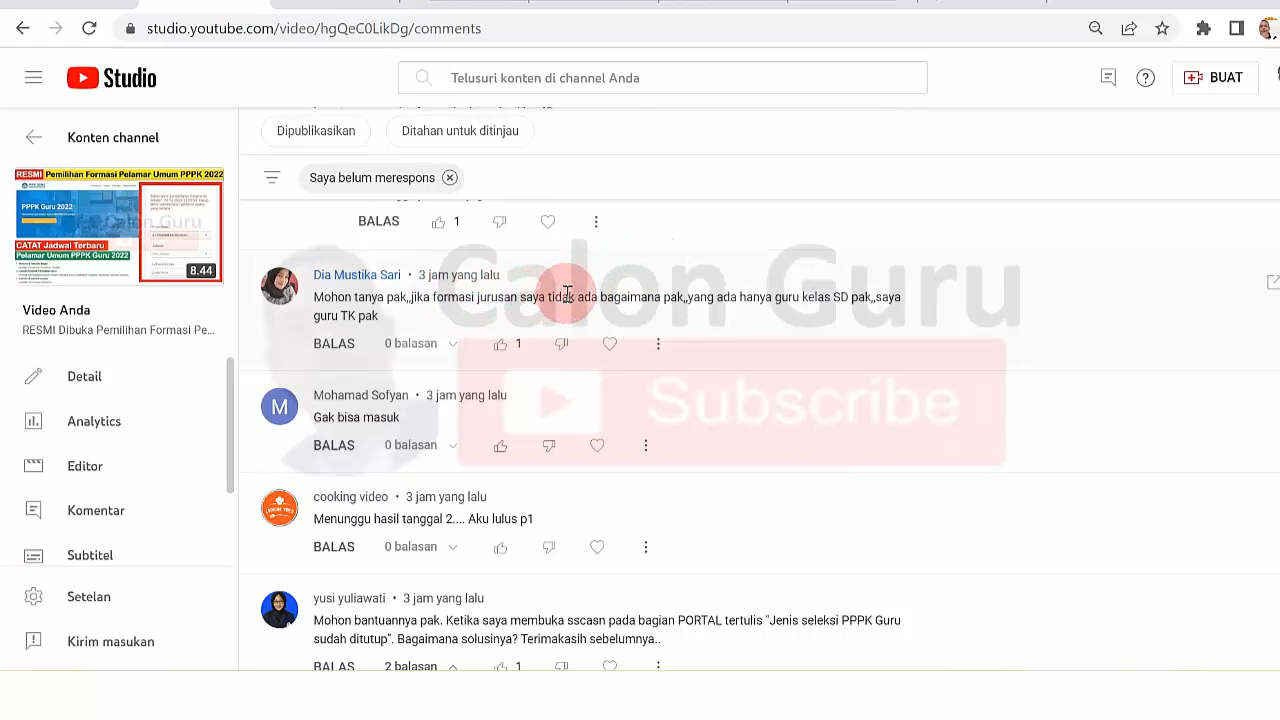 studio.youtube.com/video/hgQeC0LikDg/comments
Studio
Telusuri konten di channel Anda
BUAT
Konten channel
RESMI Pemilihan Formasi Pelamar Umum PPPK 2022
PPPK Guru 2022
CATAT Jadwal Terbaru
Pelamar Umum PPPK Guru 2022
8.44
Video Anda
RESMI Dibuka Pemilihan Formasi Pe...
Detail
Analytics
Editor
Komentar
Subtitel
Setelan
Kirim masukan
Dipublikasikan
Ditahan untuk ditinjau
Saya belum merespons
BALAS 1
Dia Mustika Sari • 3 jam yang lalu
Mohon tanya pak,,jika formasi jurusan saya tidak ada bagaimana pak,,yang ada hanya guru kelas SD pak,,saya
guru TK pak
BALAS 0 balasan 1
Mohamad Sofyan • 3 jam yang lalu
M
Gak bisa masuk
BALAS 0 balasan
cooking video • 3 jam yang lalu
Menunggu hasil tanggal 2.... Aku lulus p1
BALAS 0 balasan
yusi yuliawati • 3 jam yang lalu
Mohon bantuannya pak. Ketika saya membuka sscasn pada bagian PORTAL tertulis "Jenis seleksi PPPK Guru
sudah ditutup". Bagaimana solusinya? Terimakasih sebelumnya..
BALAS 2 balasan 1
Calon Guru
Subscribe